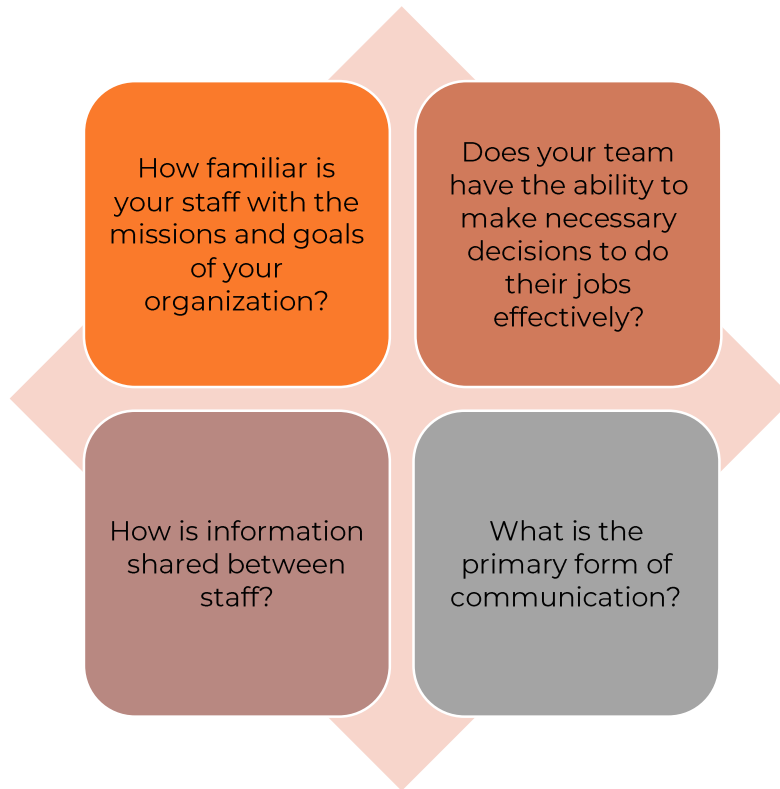 How familiar is
your staff with the
missions and goals
of your
organization?
Does your team
have the ability to
make necessary
decisions to do
their jobs
effectively?
How is information
shared between
staff?
What is the
primary form of
communication?